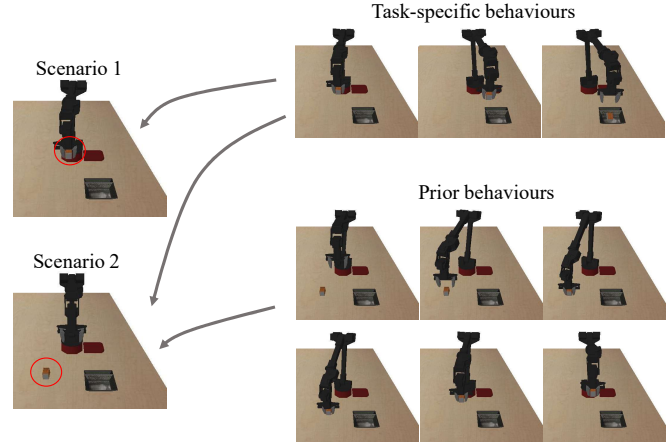 Task-specific behaviours
Scenario 1
Prior behaviours
Scenario 2